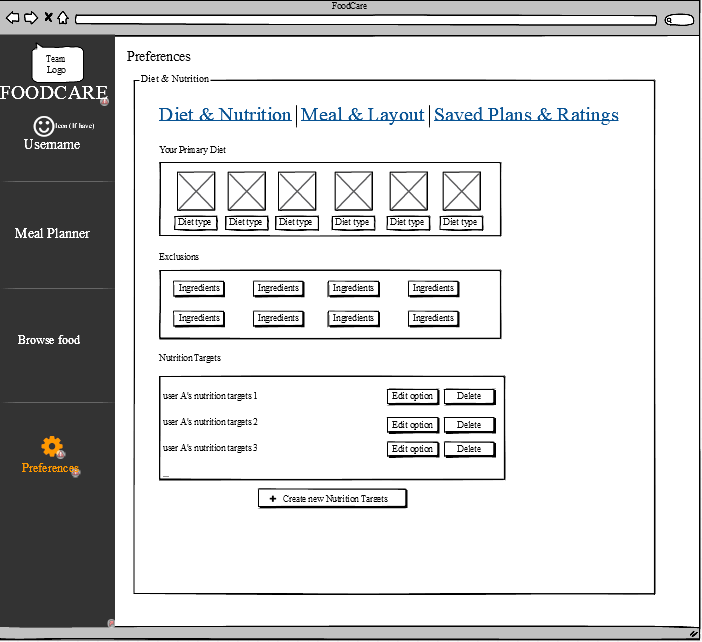 FoodCare
Team
Logo
FOODCARE
Icon (If have)
Username
Meal Planner
Browse food
Preferences
Preferences
Diet & Nutrition
Diet & Nutrition | Meal & Layout | Saved Plans & Ratings
Your Primary Diet
Diet type Diet type Diet type Diet type Diet type Diet type
Exclusions
Ingredients Ingredients Ingredients Ingredients
Ingredients Ingredients Ingredients Ingredients
Nutrition Targets
user A's nutrition targets 1 Edit option Delete
user A's nutrition targets 2 Edit option Delete
user A's nutrition targets 3 Edit option Delete
...
+ Create new Nutrition Targets